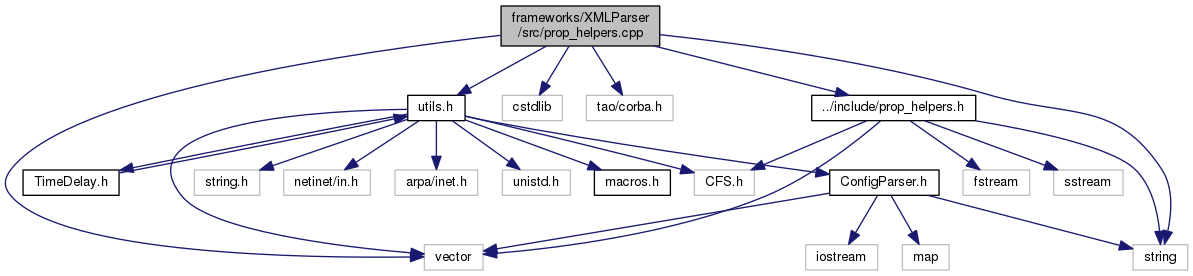 frameworks/XMLParser
/src/prop_helpers.cpp
utils.h
cstdlib
tao/corba.h
../include/prop_helpers.h
TimeDelay.h
string.h
netinet/in.h
arpa/inet.h
unistd.h
macros.h
CFS.h
ConfigParser.h
fstream
sstream
vector
iostream
map
string